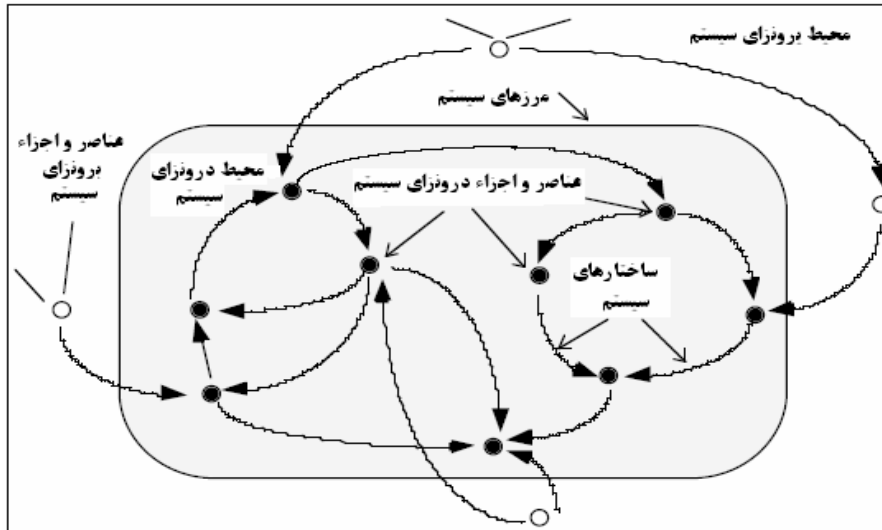 محیط برونزای سیستم
مرزهای سیستم
عناصر و اجزاء
برونزای
سیستم
محیط درونزای
سیستم
عناصر و اجزاء درونزای سیستم
ساختارهای
سیستم